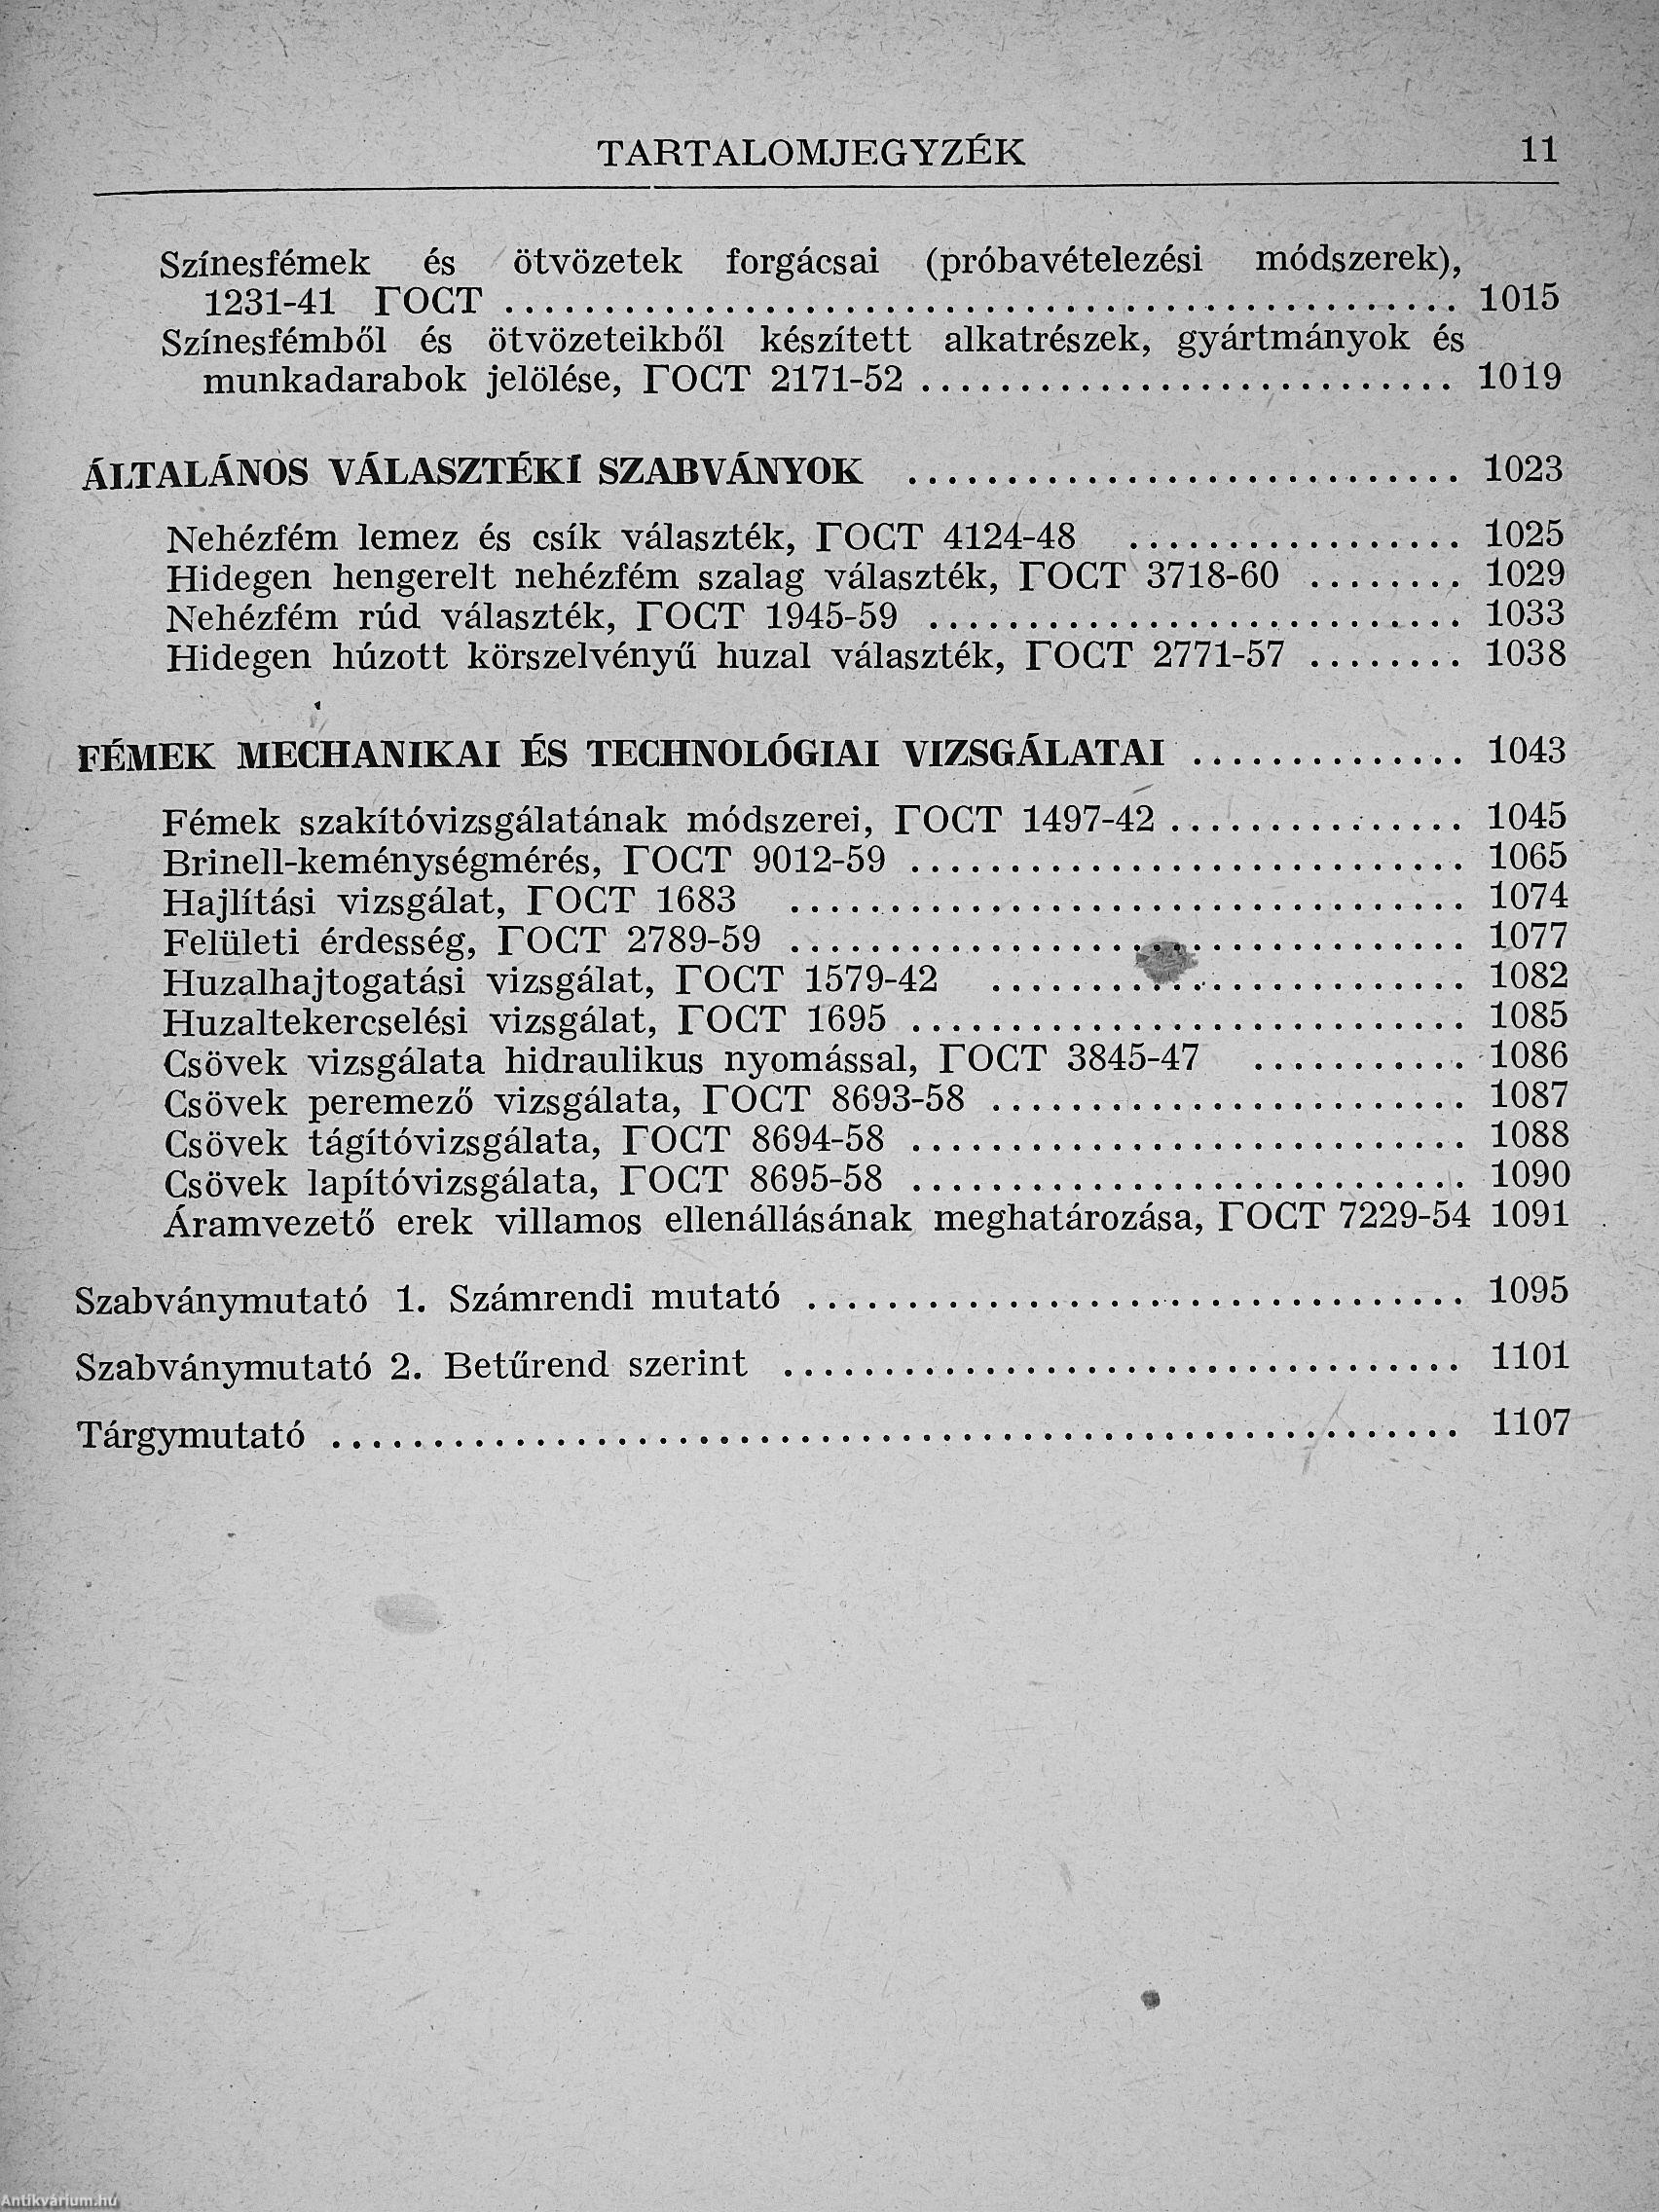 TARTALOMJEGYZÉK 11
Színesfémek és ötvözetek forgácsai (próbavételezési módszerek),
1231-41 ГОСТ ........ 1015
Színesfémből és ötvözeteikből készített alkatrészek, gyártmányok és
munkadarabok jelölése, ГОСТ 2171-52 ........ 1019
ÁLTALÁNOS VÁLASZTÉKI SZABVÁNYOK ........ 1023
Nehézfém lemez és csík választék, ГОСТ 4124-48 ........ 1025
Hidegen hengerelt nehézfém szalag választék, ГОСТ 3718-60 ........ 1029
Nehézfém rúd választék, ГОСТ 1945-59 ........ 1033
Hidegen húzott körszelvényű huzal választék, ГОСТ 2771-57 ........ 1038
FÉMEK MECHANIKAI ÉS TECHNOLÓGIAI VIZSGÁLATAI ........ 1043
Fémek szakítóvizsgálatának módszerei, ГОСТ 1497-42 ........ 1045
Brinell-keménységmérés, ГОСТ 9012-59 ........ 1065
Hajlítási vizsgálat, ГОСТ 1683 ........ 1074
Felületi érdesség, ГОСТ 2789-59 ........ 1077
Huzalhajtogatási vizsgálat, ГОСТ 1579-42 ........ 1082
Huzaltekercselési vizsgálat, ГОСТ 1695 ........ 1085
Csövek vizsgálata hidraulikus nyomással, ГОСТ 3845-47 ........ 1086
Csövek peremező vizsgálata, ГОСТ 8693-58 ........ 1087
Csövek tágítóvizsgálata, ГОСТ 8694-58 ........ 1088
Csövek lapítóvizsgálata, ГОСТ 8695-58 ........ 1090
Áramvezető erek villamos ellenállásának meghatározása, ГОСТ 7229-54 1091
Szabványmutató 1. Számrendi mutató ........ 1095
Szabványmutató 2. Betűrend szerint ........ 1101
Tárgymutató ........ 1107
Antikvárium.hu